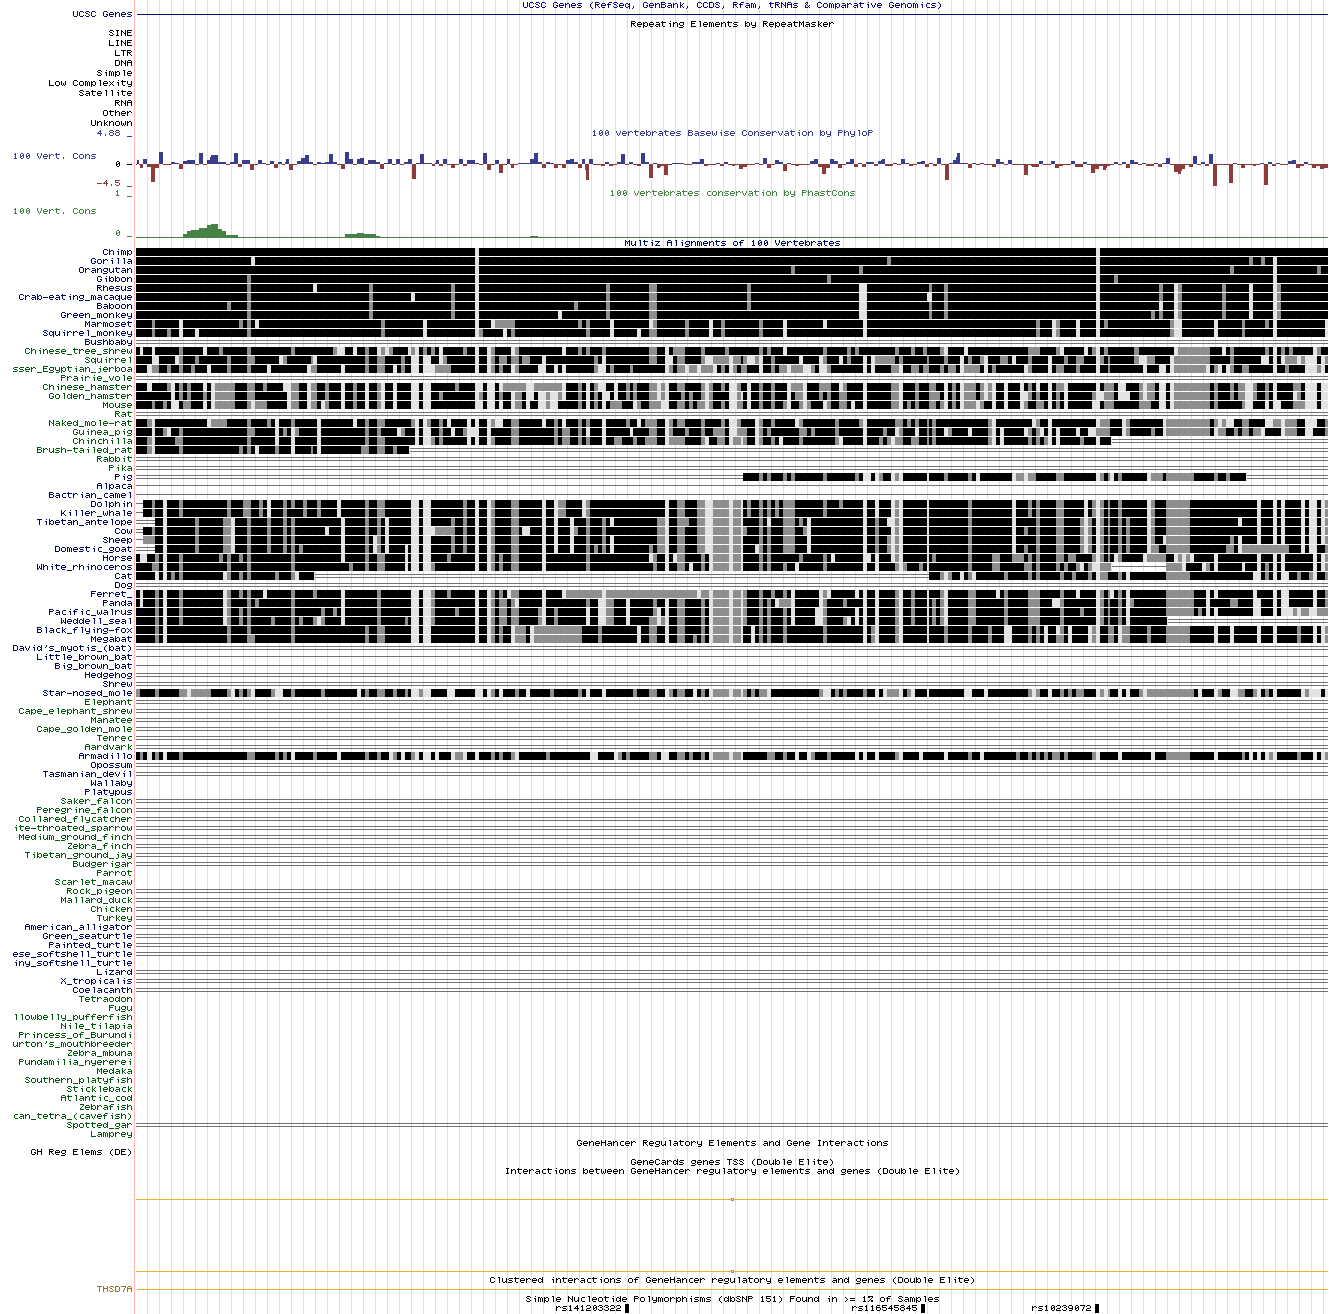 UCSC Genes (RefSeq, GenBank, CCDS, Rfam, tRNAs & Comparative Genomics)
UCSC Genes
Repeating Elements by RepeatMasker
SINE
LINE
LTR
DNA
Simple
Low Complexity
Satellite
RNA
Other
Unknown
4.88 _
100 vertebrates Basewise Conservation by PhyloP
100 Vert. Cons
0 -
-4.5 _
1 _
100 vertebrates conservation by PhastCons
100 Vert. Cons
0 _
Multiz Alignments of 100 Vertebrates
Chimp
Gorilla
Orangutan
Gibbon
Rhesus
Crab-eating_macaque
Baboon
Green_monkey
Marmoset
Squirrel_monkey
Bushbaby
Chinese_tree_shrew
Squirrel
sser_Egyptian_jerboa
Prairie_vole
Chinese_hamster
Golden_hamster
Mouse
Rat
Naked_mole-rat
Guinea_pig
Chinchilla
Brush-tailed_rat
Rabbit
Pika
Pig
Alpaca
Bactrian_camel
Dolphin
Killer_whale
Tibetan_antelope
Cow
Sheep
Domestic_goat
Horse
White_rhinoceros
Cat
Dog
Ferret_
Panda
Pacific_walrus
Weddell_seal
Black_flying-fox
Megabat
David's_myotis_(bat)
Little_brown_bat
Big_brown_bat
Hedgehog
Shrew
Star-nosed_mole
Elephant
Cape_elephant_shrew
Manatee
Cape_golden_mole
Tenrec
Aardvark
Armadillo
Opossum
Tasmanian_devil
Wallaby
Platypus
Saker_falcon
Peregrine_falcon
Collared_flycatcher
ite-throated_sparrow
Medium_ground_finch
Zebra_finch
Tibetan_ground_jay
Budgerigar
Parrot
Scarlet_macaw
Rock_pigeon
Mallard_duck
Chicken
Turkey
American_alligator
Green_seaturtle
Painted_turtle
ese_softshell_turtle
iny_softshell_turtle
Lizard
X_tropicalis
Coelacanth
Tetraodon
Fugu
llowbelly_pufferfish
Nile_tilapia
Princess_of_Burundi
urton's_mouthbreeder
Zebra_mbuna
Pundamilia_nyererei
Medaka
Southern_platyfish
Stickleback
Atlantic_cod
Zebrafish
can_tetra_(cavefish)
Spotted_gar
Lamprey
GeneHancer Regulatory Elements and Gene Interactions
GH Reg Elems (DE)
GeneCards genes TSS (Double Elite)
Interactions between GeneHancer regulatory elements and genes (Double Elite)
Clustered interactions of GeneHancer regulatory elements and genes (Double Elite)
THSD7A
Simple Nucleotide Polymorphisms (dbSNP 151) Found in >= 1% of Samples
rs141203322 rs116545845 rs10239072